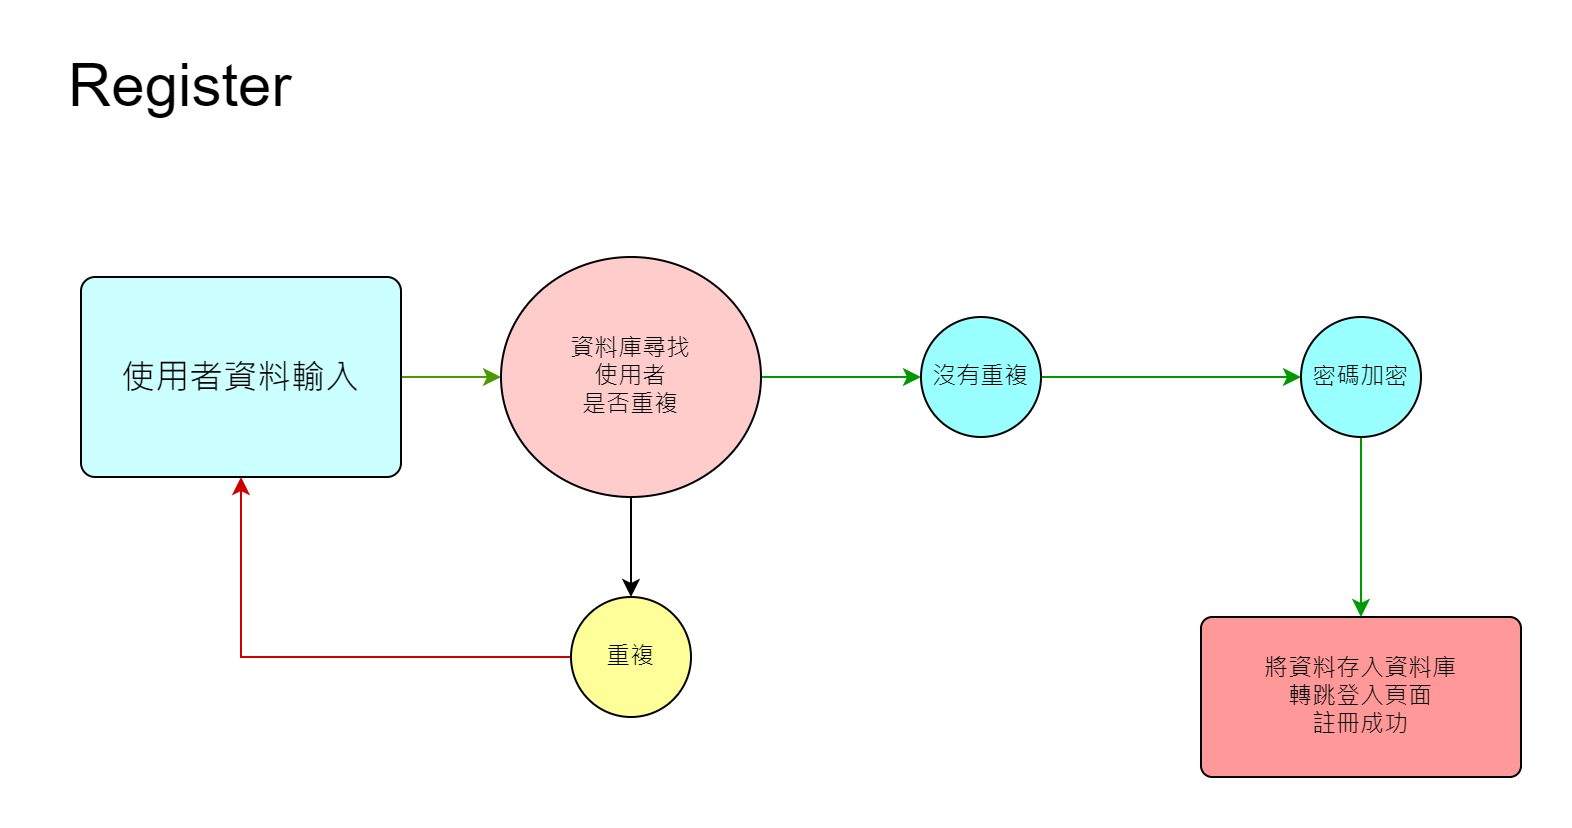 Register
使用者資料輸入
資料庫尋找
使用者
是否重複
沒有重複
密碼加密
重複
將資料存入資料庫
轉跳登入頁面
註冊成功